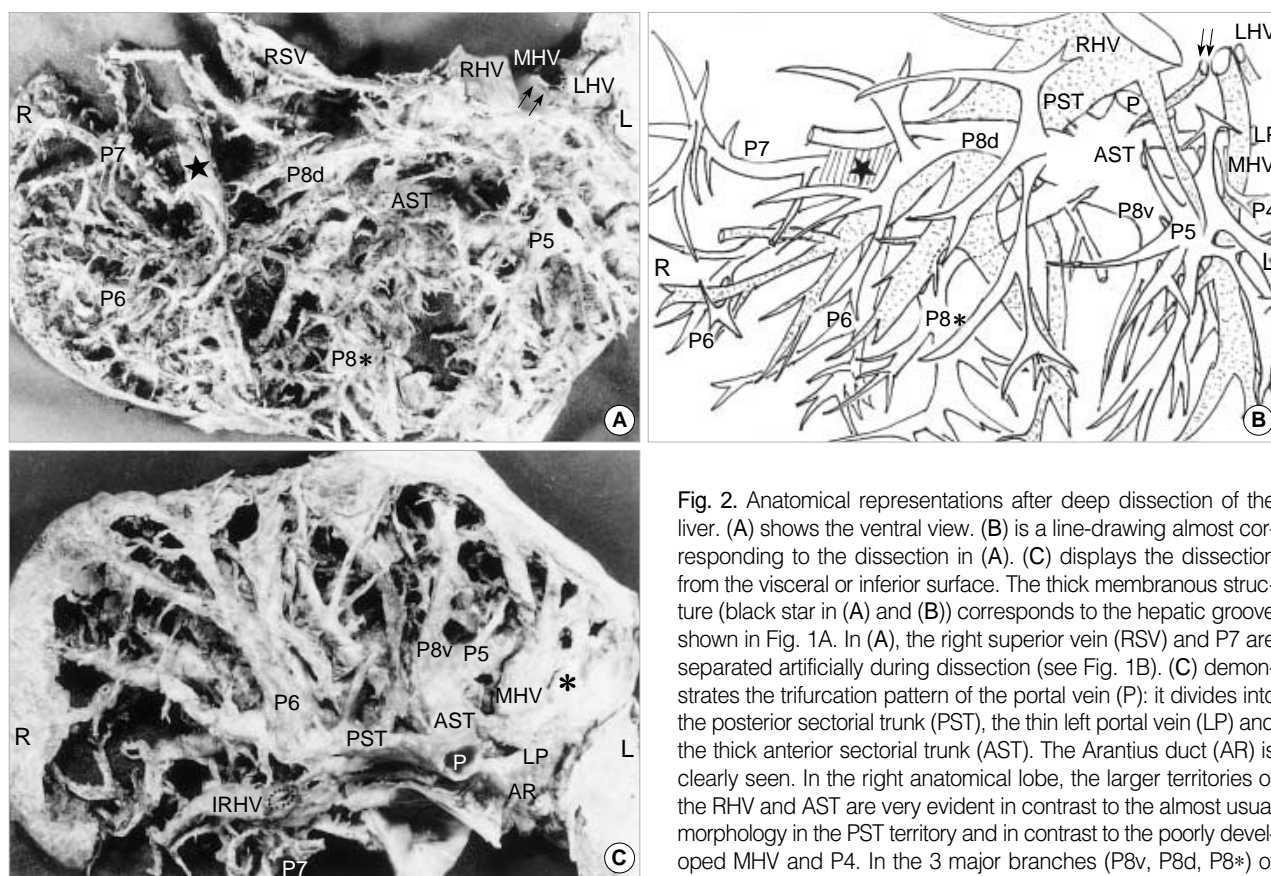 RSV
RHV
MHV
LHV
R
L
P7
★
P8d
AST
P5
P6
P8*
A
RHV
LHV
PST
P
P7
★
P8d
AST
LP
MHV
P8v
P4
P5
R
L
P6
P6
P8*
B
P8v
P5
MHV
*
P6
AST
R
PST
P
LP
L
IRHV
AR
P7
C
Fig. 2. Anatomical representations after deep dissection of the
liver. (A) shows the ventral view. (B) is a line-drawing almost cor-
responding to the dissection in (A). (C) displays the dissection
from the visceral or inferior surface. The thick membranous struc-
ture (black star in (A) and (B)) corresponds to the hepatic groove
shown in Fig. 1A. In (A), the right superior vein (RSV) and P7 are
separated artificially during dissection (see Fig. 1B). (C) demon-
strates the trifurcation pattern of the portal vein (P): it divides into
the posterior sectorial trunk (PST), the thin left portal vein (LP) and
the thick anterior sectorial trunk (AST). The Arantius duct (AR) is
clearly seen. In the right anatomical lobe, the larger territories of
the RHV and AST are very evident in contrast to the almost usual
morphology in the PST territory and in contrast to the poorly devel-
oped MHV and P4. In the 3 major branches (P8v, P8d, P8*) of